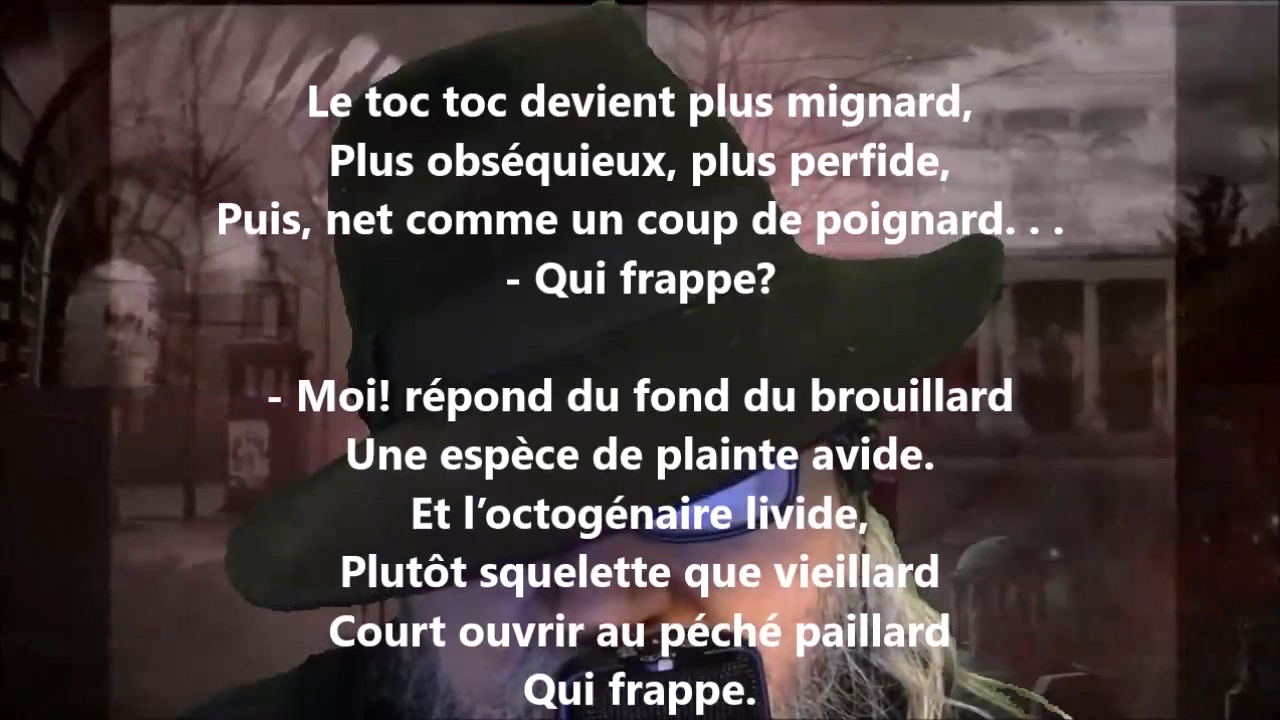 Le toc toc devient plus mignard,
Plus obséquieux, plus perfide,
Puis, net comme un coup de poignard. . .
- Qui frappe?
- Moi! répond du fond du brouillard
Une espèce de plainte avide.
Et l’octogénaire livide,
Plutôt squelette que vieillard
Court ouvrir au péché paillard
Qui frappe.